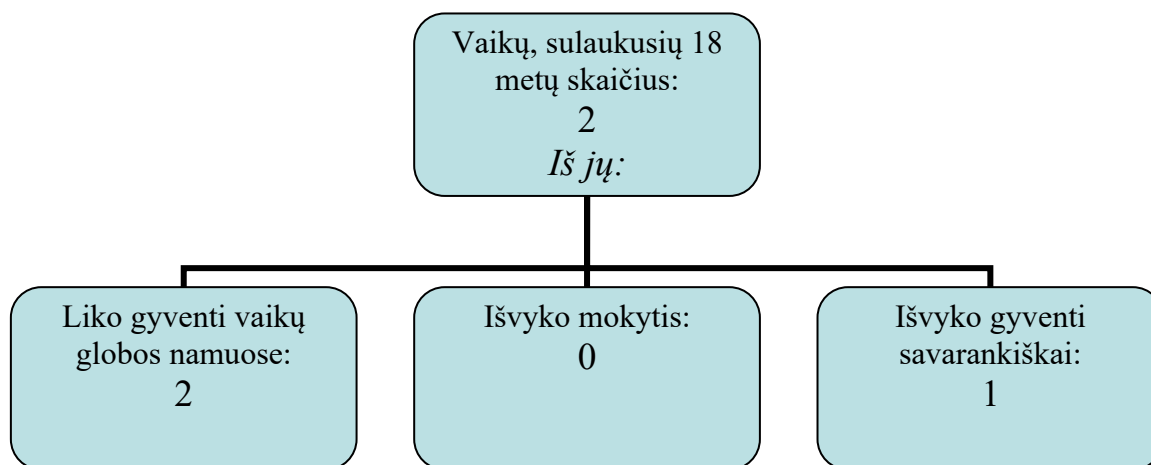 Vaikų, sulaukusių 18
metų skaičius:
2
Iš jų:
Liko gyventi vaikų
globos namuose:
2
Išvyko mokytis:
0
Išvyko gyventi
savarankiškai:
1